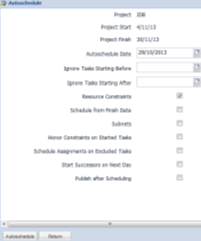 Autoschedule
Project JDB
Project Start 4/11/13
Project Finish 30/11/13
Autoschedule Date 29/10/2013
Ignore Tasks Starting Before
Ignore Tasks Starting After
Resource Constraints
Schedule from Finish Date
Subnets
Honor Constraints on Started Tasks
Schedule Assignments on Excluded Tasks
Start Successors on Next Day
Publish after Scheduling
Autoschedule Return